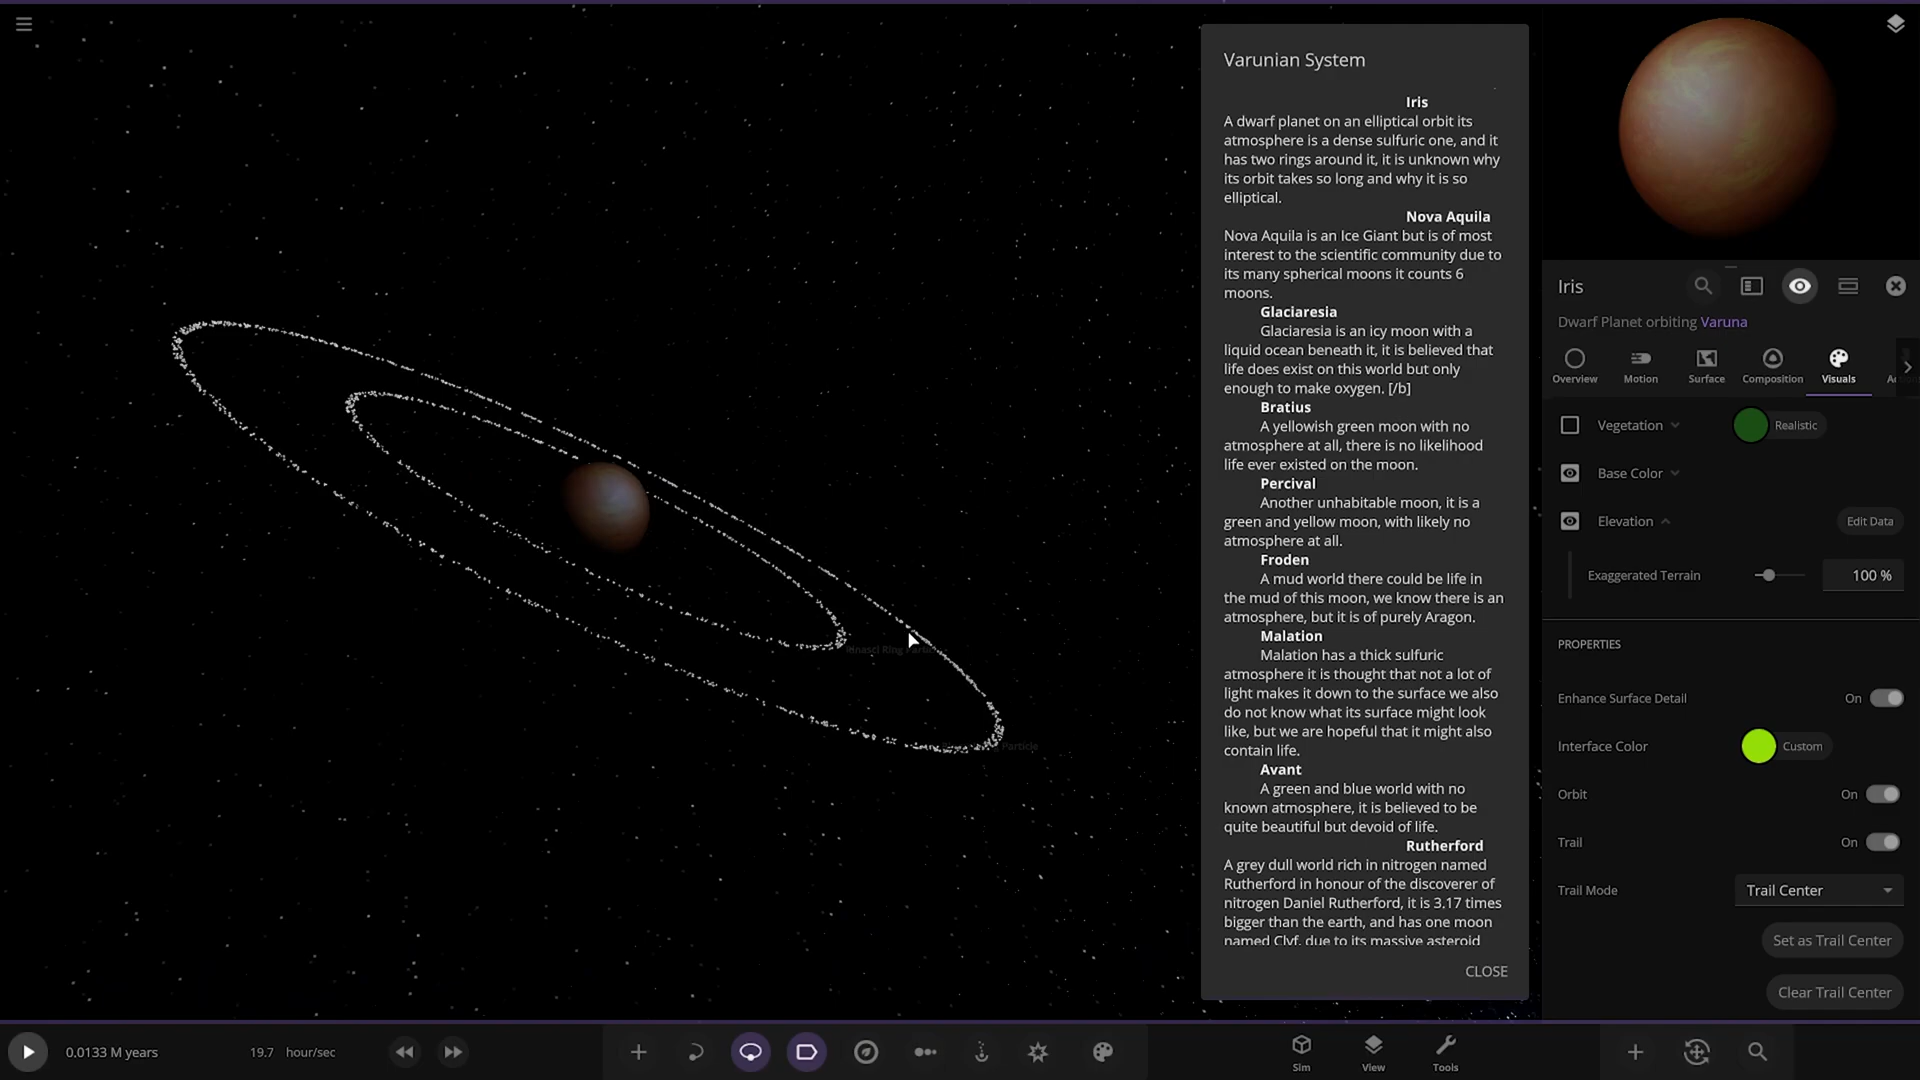 Varunian System
Iris
A dwarf planet on an elliptical orbit its
atmosphere is a dense sulfuric one, and it
has two rings around it, it is unknown why
its orbit takes so long and why it is so
elliptical.
Nova Aquila
Nova Aquila is an Ice Giant but is of most
interest to the scientific community due to
its many spherical moons it counts 6
moons.
Glaciaresia
Glaciaresia is an icy moon with a
liquid ocean beneath it, it is believed that
life does exist on this world but only
enough to make oxygen. [/b]
Bratius
A yellowish green moon with no
atmosphere at all, there is no likelihood
life ever existed on the moon.
Percival
Another unhabitable moon, it is a
green and yellow moon, with likely no
atmosphere at all.
Froden
A mud world there could be life in
the mud of this moon, we know there is an
atmosphere, but it is of purely Aragon.
Malation
Malation has a thick sulfuric
atmosphere it is thought that not a lot of
light makes it down to the surface we also
do not know what its surface might look
like, but we are hopeful that it might also
contain life.
Avant
A green and blue world with no
known atmosphere, it is believed to be
quite beautiful but devoid of life.
Rutherford
A grey dull world rich in nitrogen named
Rutherford in honour of the discoverer of
nitrogen Daniel Rutherford, it is 3.17 times
bigger than the earth, and has one moon
named Clyf, due to its massive asteroid
CLOSE
Iris
Dwarf Planet orbiting Varuna
Overview
Motion
Surface
Composition
Visuals
Vegetation
Realistic
Base Color
Elevation
Edit Data
Exaggerated Terrain
100 %
PROPERTIES
Enhance Surface Detail
On
Interface Color
Custom
Orbit
On
Trail
On
Trail Mode
Trail Center
Set as Trail Center
Clear Trail Center
Ring Particle
Particle
0.0133 M years
19.7 hour/sec
Sim
View
Tools